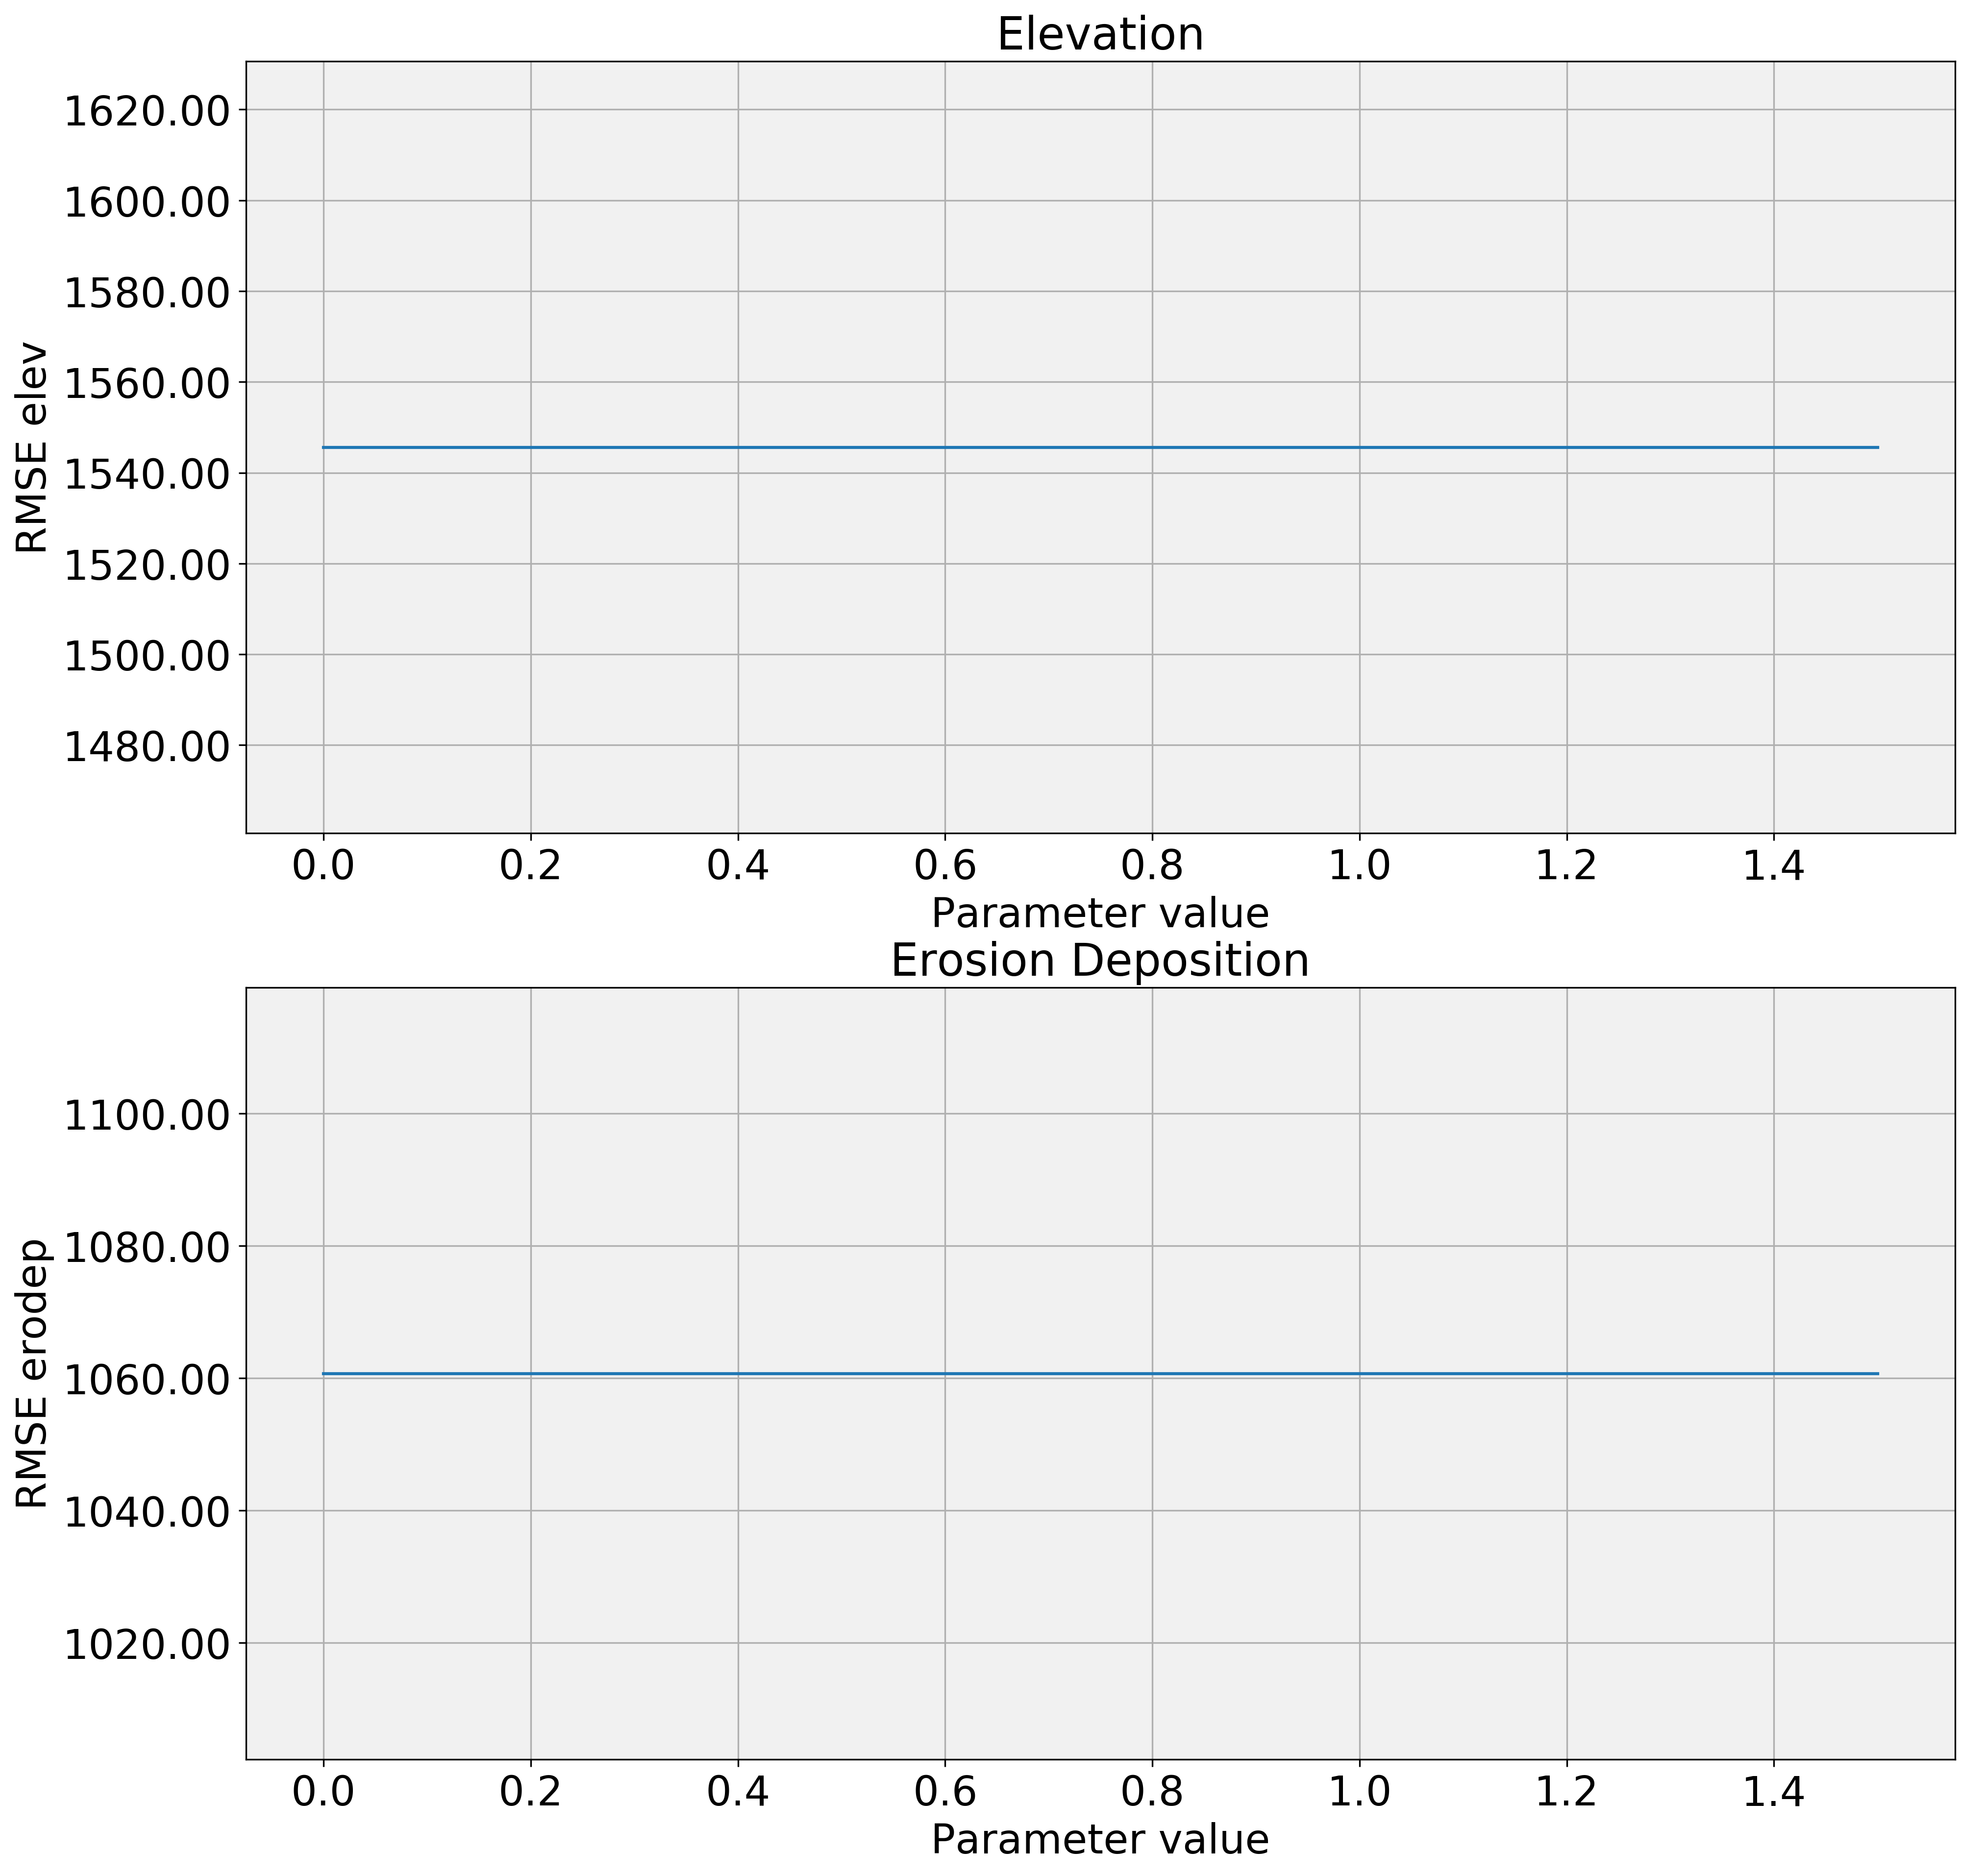 Elevation
RMSE elev
1620.00
1600.00
1580.00
1560.00
1540.00
1520.00
1500.00
1480.00
0.0 0.2 0.4 0.6 0.8 1.0 1.2 1.4
Parameter value
Erosion Deposition
RMSE erodep
1100.00
1080.00
1060.00
1040.00
1020.00
0.0 0.2 0.4 0.6 0.8 1.0 1.2 1.4
Parameter value